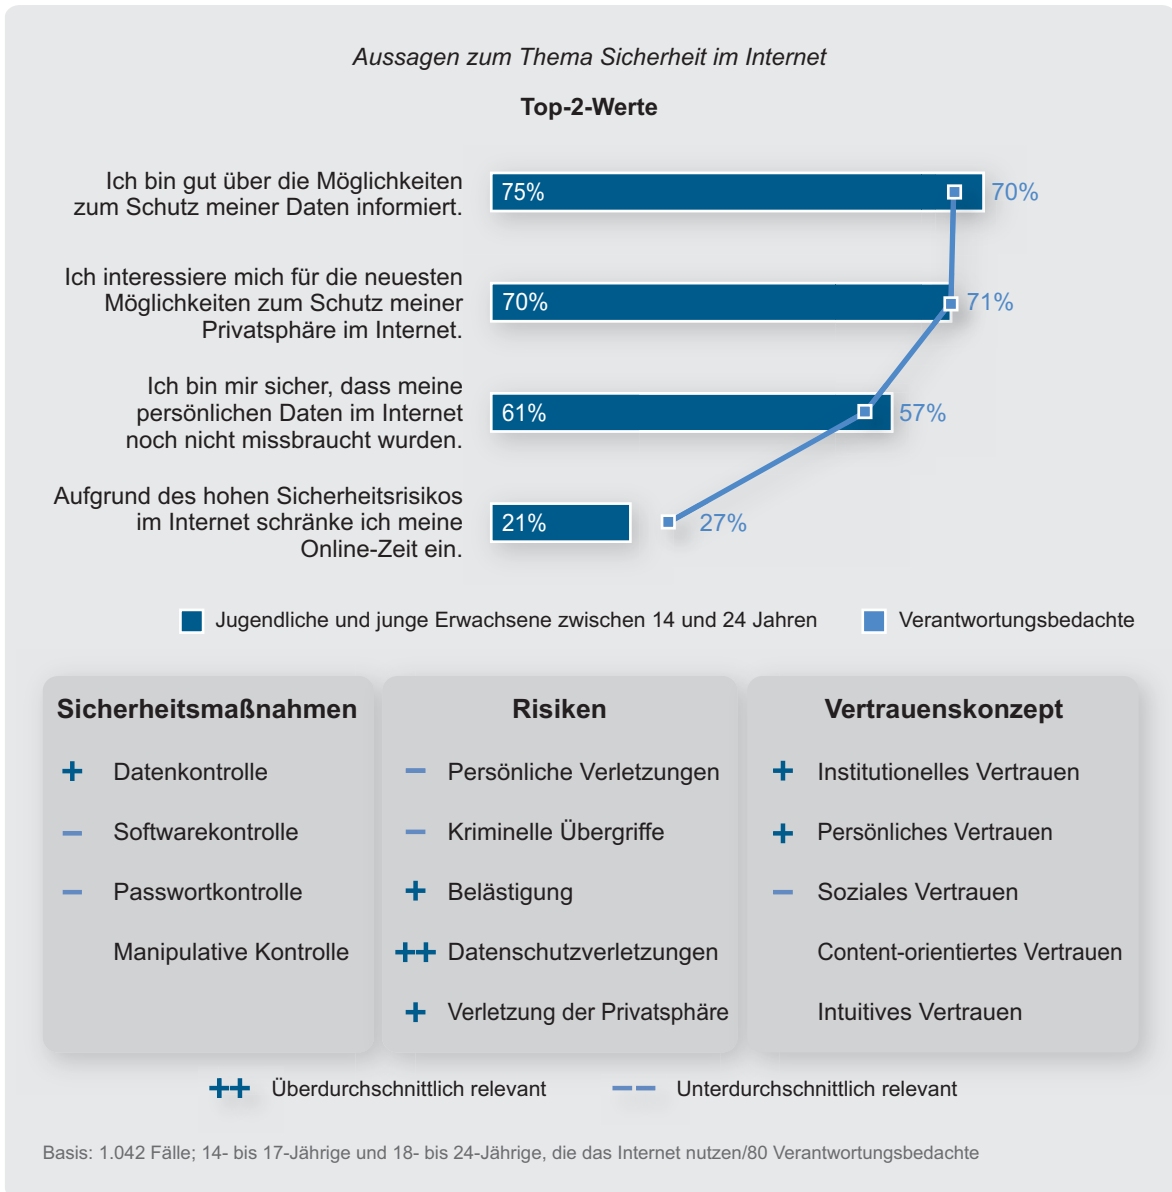 Aussagen zum Thema Sicherheit im Internet
Top-2-Werte
Ich bin gut über die Möglichkeiten
zum Schutz meiner Daten informiert.
75%
70%
Ich interessiere mich für die neuesten
Möglichkeiten zum Schutz meiner
Privatsphäre im Internet.
70%
71%
Ich bin mir sicher, dass meine
persönlichen Daten im Internet
noch nicht missbraucht wurden.
61%
57%
Aufgrund des hohen Sicherheitsrisikos
im Internet schränke ich meine
Online-Zeit ein.
21%
27%
Jugendliche und junge Erwachsene zwischen 14 und 24 Jahren
Verantwortungsbedachte
Sicherheitsmaßnahmen
+ Datenkontrolle
– Softwarekontrolle
– Passwortkontrolle
Manipulative Kontrolle
Risiken
– Persönliche Verletzungen
– Kriminelle Übergriffe
+ Belästigung
++ Datenschutzverletzungen
+ Verletzung der Privatsphäre
Vertrauenskonzept
+ Institutionelles Vertrauen
+ Persönliches Vertrauen
– Soziales Vertrauen
Content-orientiertes Vertrauen
Intuitives Vertrauen
++ Überdurchschnittlich relevant
–– Unterdurchschnittlich relevant
Basis: 1.042 Fälle; 14- bis 17-Jährige und 18- bis 24-Jährige, die das Internet nutzen/80 Verantwortungsbedachte